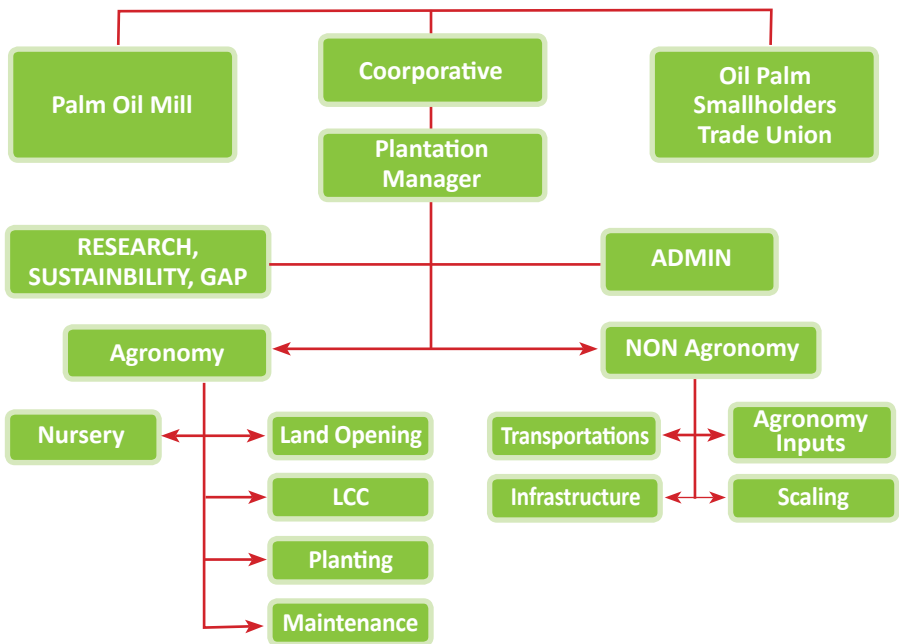 Palm Oil Mill
Coorporative
Oil Palm
Smallholders
Trade Union
Plantation
Manager
RESEARCH,
SUSTAINBILITY, GAP
ADMIN
Agronomy
NON Agronomy
Nursery
Land Opening
LCC
Planting
Maintenance
Transportations
Agronomy
Inputs
Infrastructure
Scaling